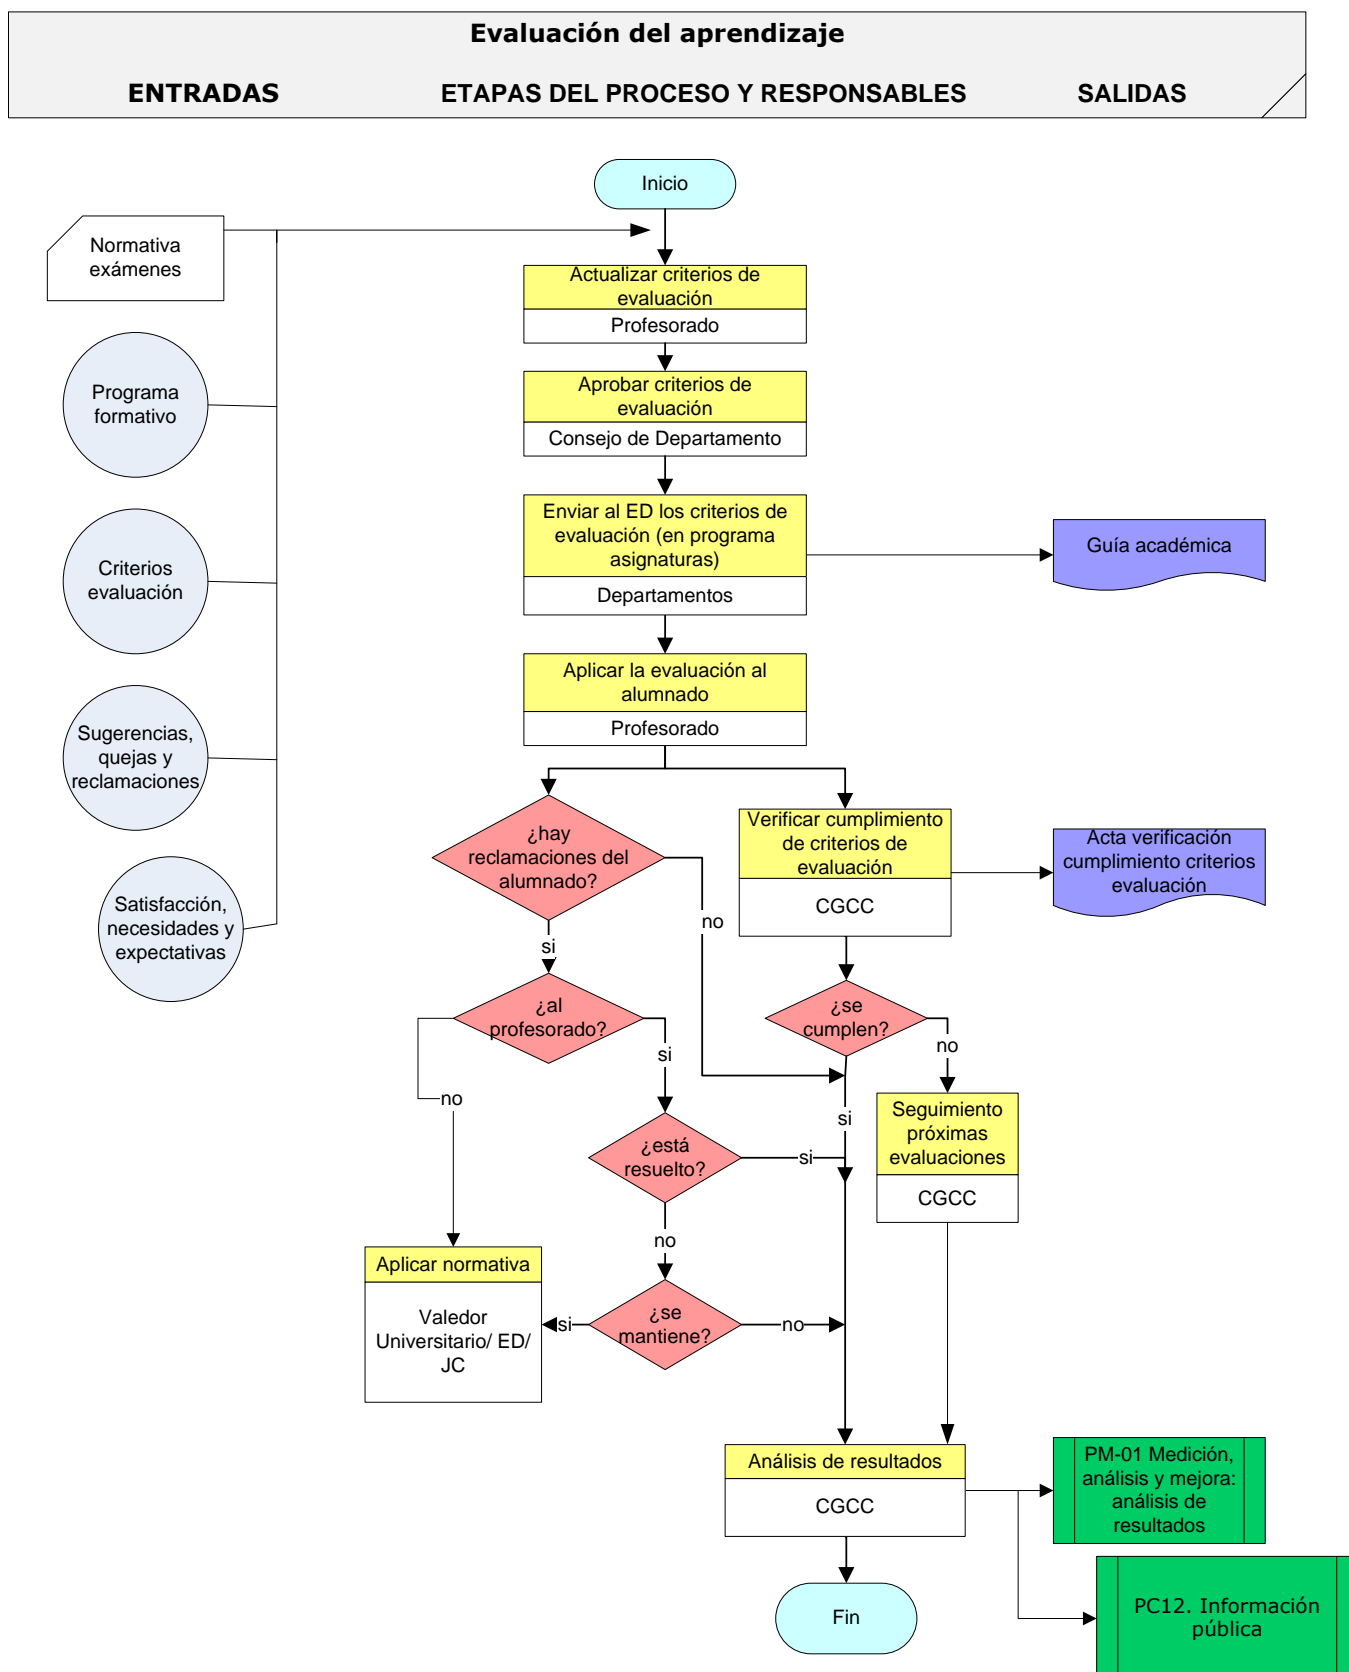 Evaluación del aprendizaje
ENTRADAS
ETAPAS DEL PROCESO Y RESPONSABLES
SALIDAS
Inicio
Normativa
exámenes
Actualizar criterios de
evaluación
Profesorado
Programa
formativo
Aprobar criterios de
evaluación
Consejo de Departamento
Enviar al ED los criterios de
evaluación (en programa
asignaturas)
Departamentos
Guía académica
Criterios
evaluación
Aplicar la evaluación al
alumnado
Profesorado
Sugerencias,
quejas y
reclamaciones
¿hay
reclamaciones del
alumnado?
Verificar cumplimiento
de criterios de
evaluación
CGCC
Acta verificación
cumplimiento criterios
evaluación
Satisfacción,
necesidades y
expectativas
no
si
¿al
profesorado?
¿se
cumplen?
si
no
no
si
Seguimiento
próximas
evaluaciones
CGCC
¿está
resuelto?
si
no
Aplicar normativa
Valedor
Universitario/ ED/
JC
¿se
mantiene?
si
no
Análisis de resultados
CGCC
PM-01 Medición,
análisis y mejora:
análisis de
resultados
PC12. Información
pública
Fin